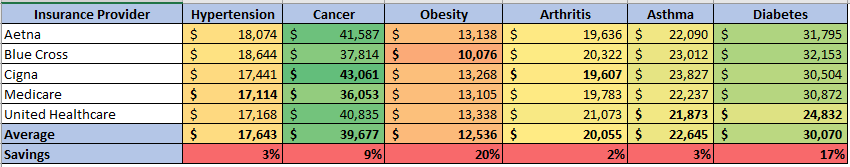 Insurance Provider Hypertension Cancer Obesity Arthritis Asthma Diabetes
Aetna $ 18,074 $ 41,587 $ 13,138 $ 19,636 $ 22,090 $ 31,795
Blue Cross $ 18,644 $ 37,814 $ 10,076 $ 20,322 $ 23,012 $ 32,153
Cigna $ 17,441 $ 43,061 $ 13,268 $ 19,607 $ 23,827 $ 30,504
Medicare $ 17,114 $ 36,053 $ 13,105 $ 19,783 $ 22,237 $ 30,872
United Healthcare $ 17,168 $ 40,835 $ 13,338 $ 21,073 $ 21,873 $ 24,832
Average $ 17,643 $ 39,677 $ 12,536 $ 20,055 $ 22,645 $ 30,070
Savings 3% 9% 20% 2% 3% 17%